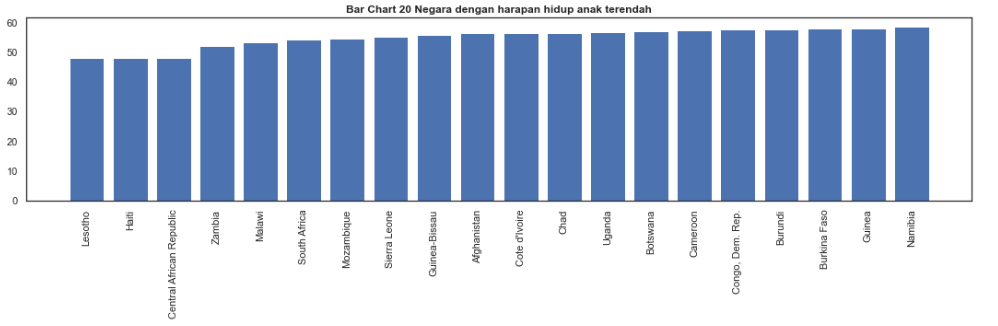 Bar Chart 20 Negara dengan harapan hidup anak terendah
60
50
40
30
20
10
0
Lesotho
Haiti
Central African Republic
Zambia
Malawi
South Africa
Mozambique
Sierra Leone
Guinea-Bissau
Afghanistan
Cote d'Ivoire
Chad
Uganda
Botswana
Cameroon
Congo, Dem. Rep.
Burundi
Burkina Faso
Guinea
Namibia